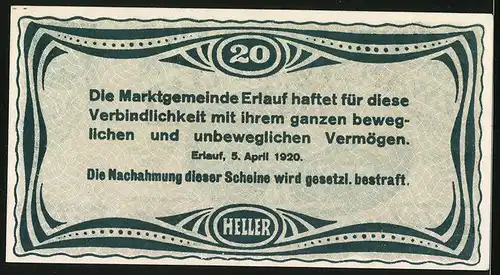 20
Die Marktgemeinde Erlauf haftet für diese
Verbindlichkeit mit ihrem ganzen beweg-
lichen und unbeweglichen Vermögen.
Erlauf, 5. April 1920.
Die Nachahmung dieser Scheine wird gesetzl. bestraft.
HELLER